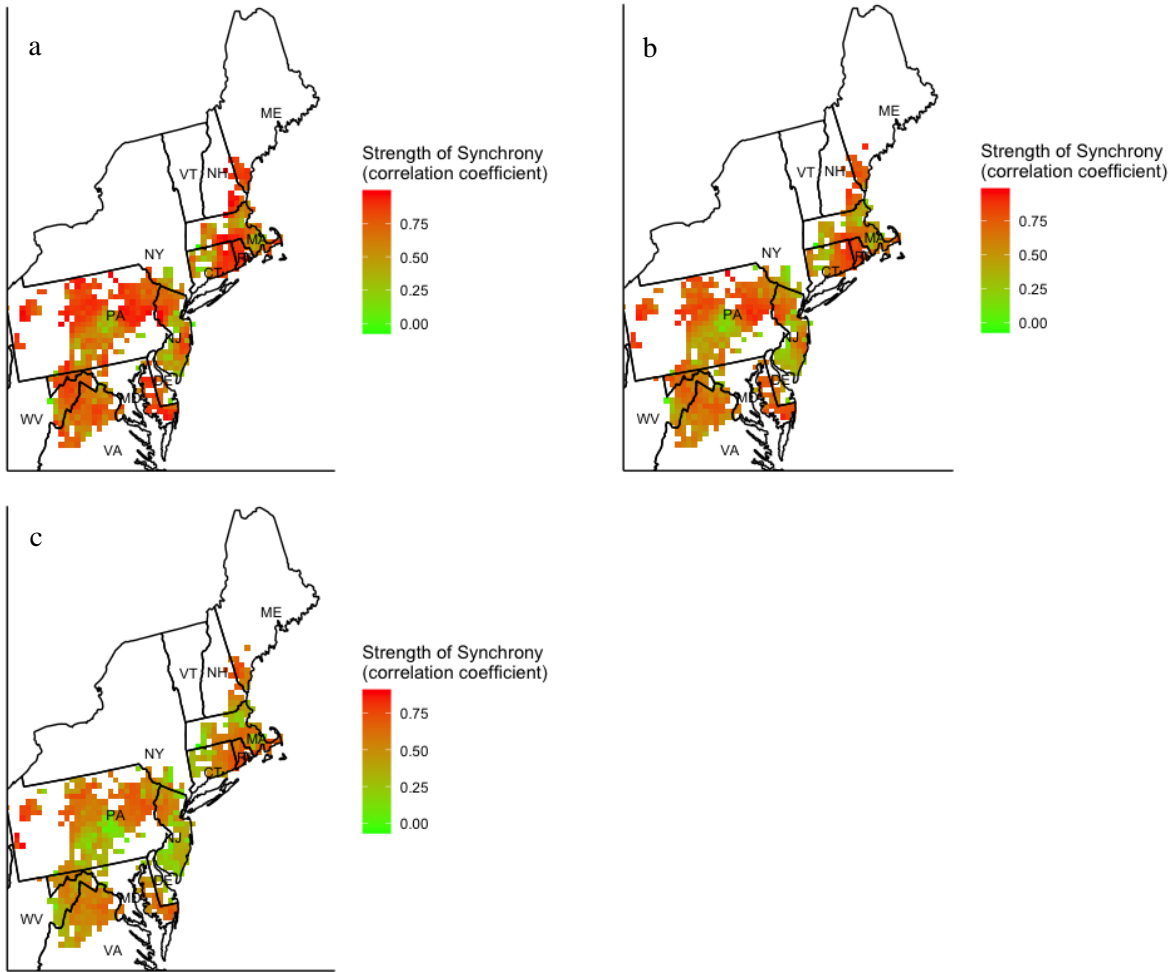 a
ME
VT
NH
MA
RI
CT
NY
PA
NJ
DE
MD
WV
VA
Strength of Synchrony
(correlation coefficient)
0.75
0.50
0.25
0.00
b
ME
VT
NH
MA
RI
CT
NY
PA
NJ
DE
MD
WV
VA
Strength of Synchrony
(correlation coefficient)
0.75
0.50
0.25
0.00
c
ME
VT
NH
MA
RI
CT
NY
PA
NJ
DE
MD
WV
VA
Strength of Synchrony
(correlation coefficient)
0.75
0.50
0.25
0.00